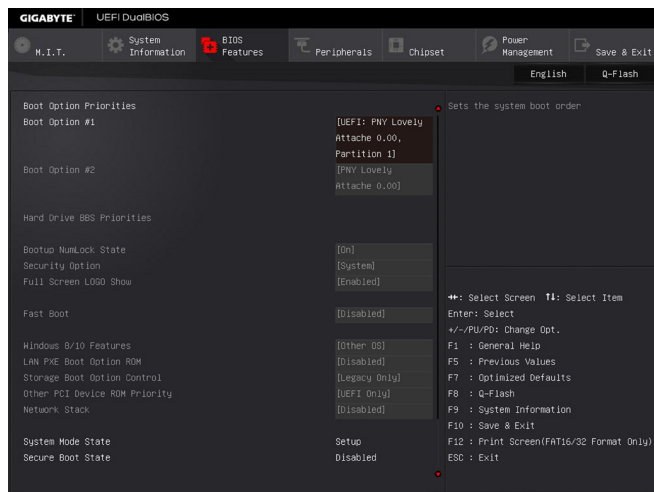 GIGABYTE™ UEFI DualBIOS
M.I.T. System Information BIOS Features Peripherals Chipset Power Management Save & Exit
English Q-Flash
Boot Option Priorities
Boot Option #1 [UEFI: PNY Lovely Attache 0.00, Partition 1]
Boot Option #2 [PNY Lovely Attache 0.00]
Hard Drive BBS Priorities
Bootup NumLock State [On]
Security Option [System]
Full Screen LOGO Show [Enabled]
Fast Boot [Disabled]
Windows 8/10 Features [Other OS]
LAN PXE Boot Option ROM [Disabled]
Storage Boot Option Control [Legacy Only]
Other PCI Device ROM Priority [UEFI Only]
Network Stack [Disabled]
System Mode State Setup
Secure Boot State Disabled
Sets the system boot order
→←: Select Screen ↑↓: Select Item
Enter: Select
+/-/PU/PD: Change Opt.
F1 : General Help
F5 : Previous Values
F7 : Optimized Defaults
F8 : Q-Flash
F9 : System Information
F10 : Save & Exit
F12 : Print Screen(FAT16/32 Format Only)
ESC : Exit